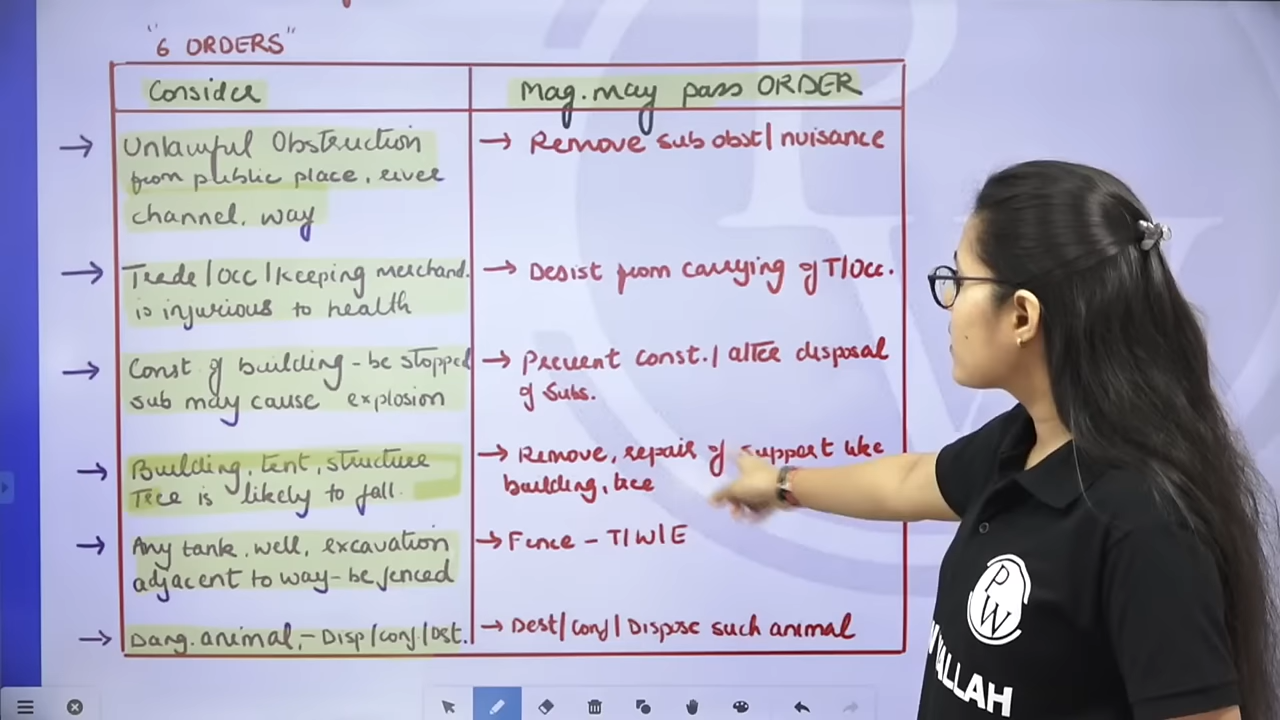 "6 ORDERS"
Consider
Mag. may pass ORDER
→ Unlawful Obstruction
from public place, river
channel, way
→ Remove sub obst/nuisance
→ Trade/Occ/Keeping merchand.
is injurious to health
→ Desist from carrying of T/Occ.
→ Const of building - be stopped
sub may cause explosion
→ Prevent const./alter disposal
of Subs.
→ Building, tent, structure
Tree is likely to fall.
→ Remove, repair of support like
building, tree
→ Any tank, well, excavation
adjacent to way - be fenced
→ Fence - T/W/E
→ Dang. animal, - Disp/conf/Dst.
→ Dest/Conf/Dispose such animal
PW
WALLAH